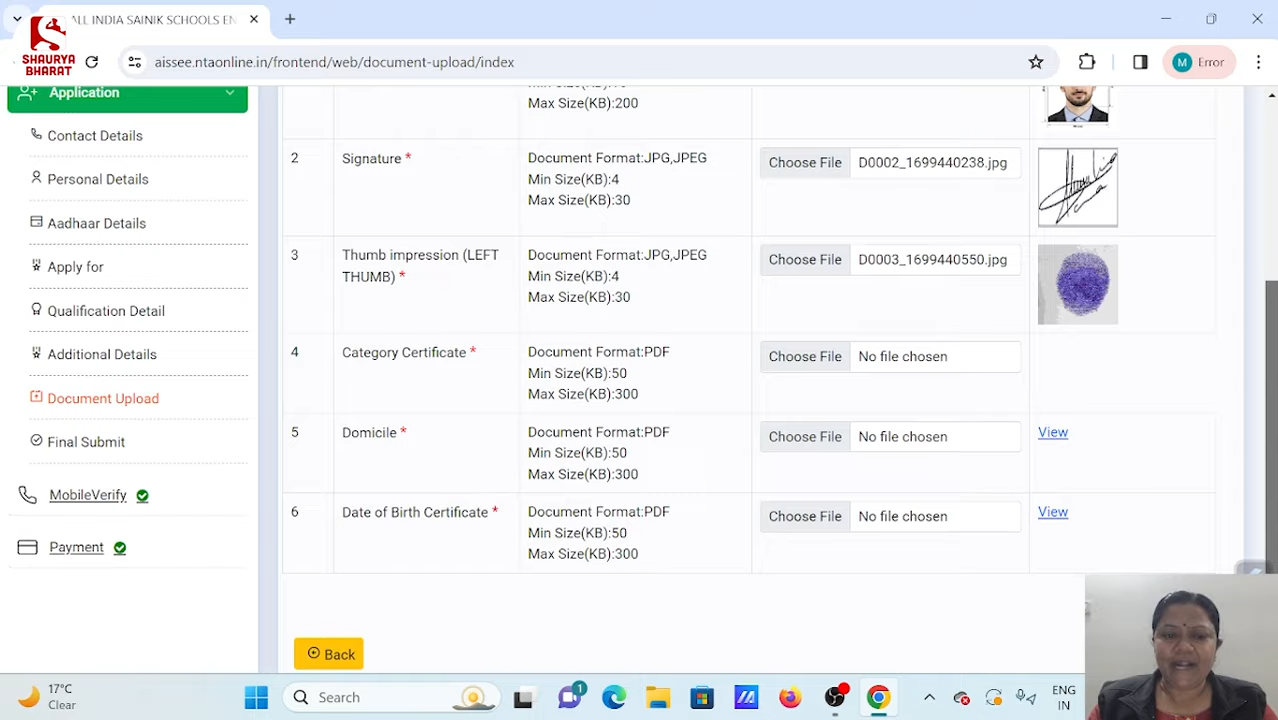 ALL INDIA SAINIK SCHOOLS EN
SHAURYA
BHARAT
aissee.ntaonline.in/frontend/web/document-upload/index
M Error
Application
Contact Details
Personal Details
Aadhaar Details
Apply for
Qualification Detail
Additional Details
Document Upload
Final Submit
MobileVerify
Payment
Max Size(KB):200
2 Signature * Document Format:JPG,JPEG Choose File D0002_1699440238.jpg
Min Size(KB):4
Max Size(KB):30
3 Thumb impression (LEFT Document Format:JPG,JPEG Choose File D0003_1699440550.jpg
THUMB) * Min Size(KB):4
Max Size(KB):30
4 Category Certificate * Document Format:PDF Choose File No file chosen
Min Size(KB):50
Max Size(KB):300
5 Domicile * Document Format:PDF Choose File No file chosen View
Min Size(KB):50
Max Size(KB):300
6 Date of Birth Certificate * Document Format:PDF Choose File No file chosen View
Min Size(KB):50
Max Size(KB):300
Back
17°C
Clear
Search
1
ENG
IN